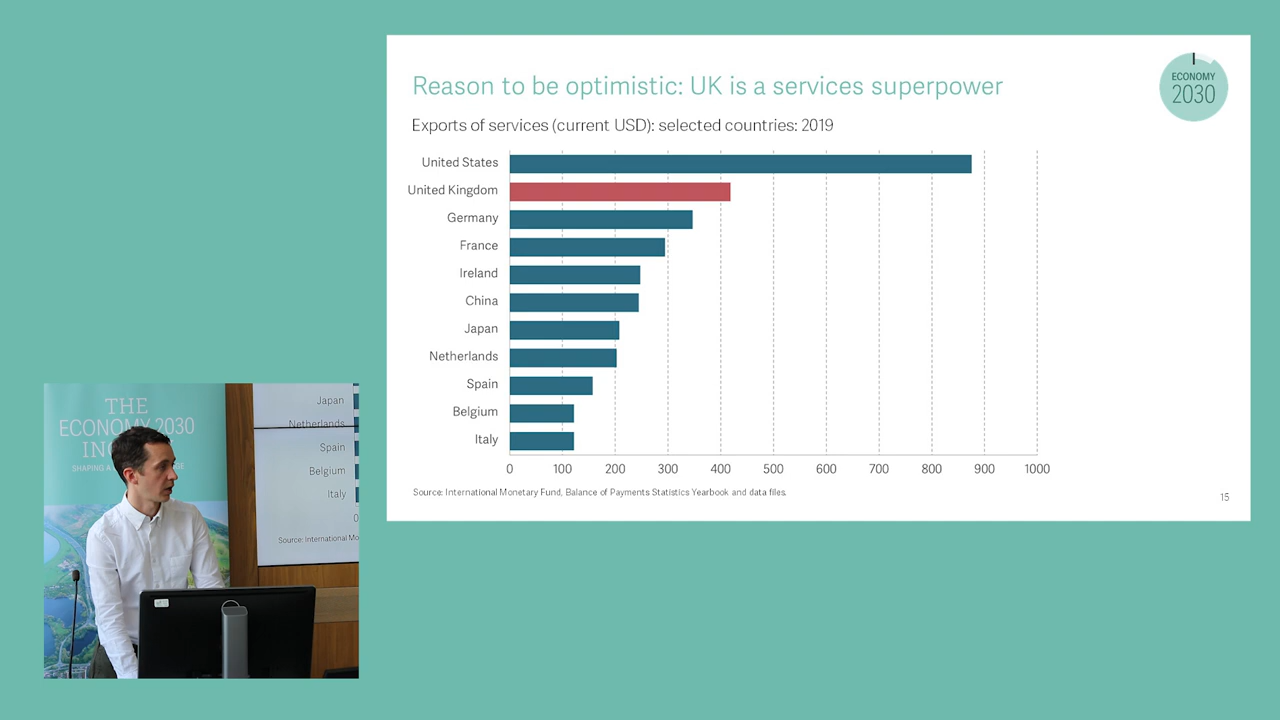 Reason to be optimistic: UK is a services superpower
ECONOMY
2030
Exports of services (current USD): selected countries: 2019
United States
United Kingdom
Germany
France
Ireland
China
Japan
Netherlands
Spain
Belgium
Italy
0 100 200 300 400 500 600 700 800 900 1000
Source: International Monetary Fund, Balance of Payments Statistics Yearbook and data files.
15
THE
ECONOMY 2030
SHAPING A
Japan
Netherlands
Spain
Belgium
Italy
0
Source: International Mo